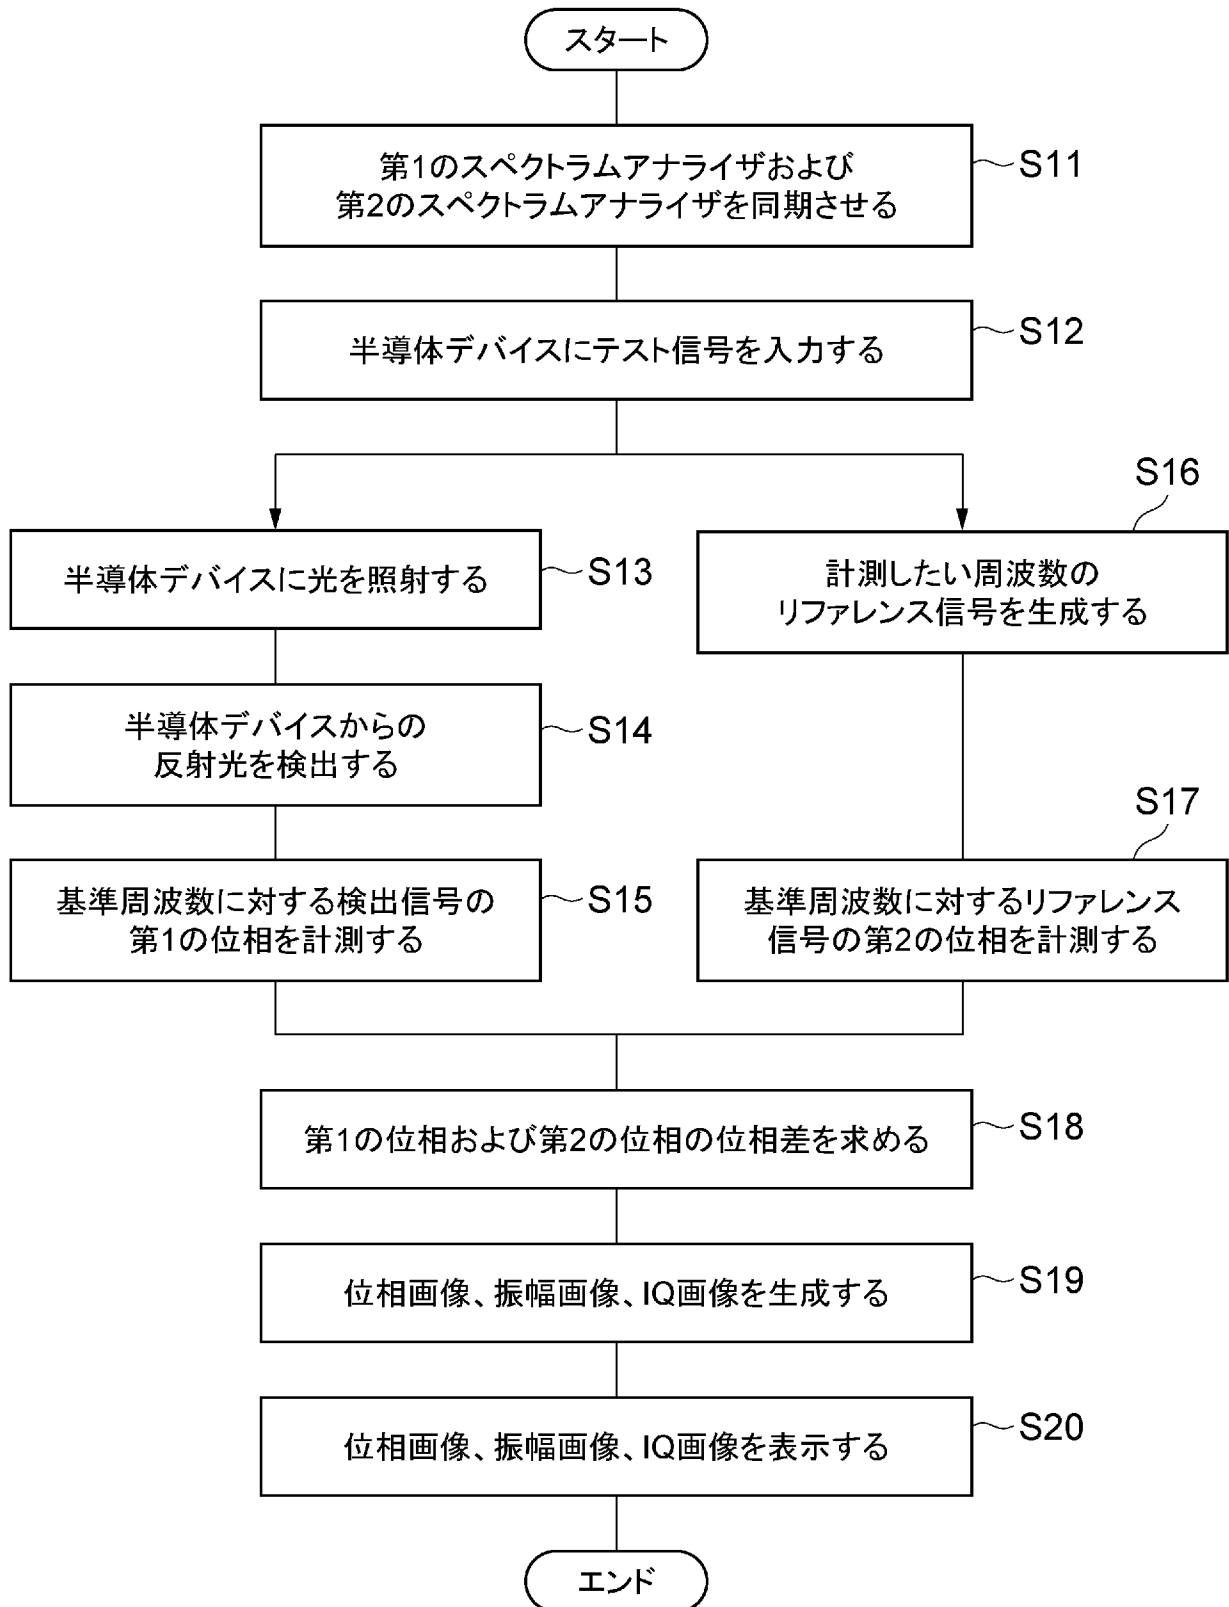 スタート
第1のスペクトラムアナライザおよび
第2のスペクトラムアナライザを同期させる
S11
半導体デバイスにテスト信号を入力する
S12
半導体デバイスに光を照射する
S13
半導体デバイスからの
反射光を検出する
S14
基準周波数に対する検出信号の
第1の位相を計測する
S15
S16
計測したい周波数の
リファレンス信号を生成する
S17
基準周波数に対するリファレンス
信号の第2の位相を計測する
第1の位相および第2の位相の位相差を求める
S18
位相画像、振幅画像、IQ画像を生成する
S19
位相画像、振幅画像、IQ画像を表示する
S20
エンド